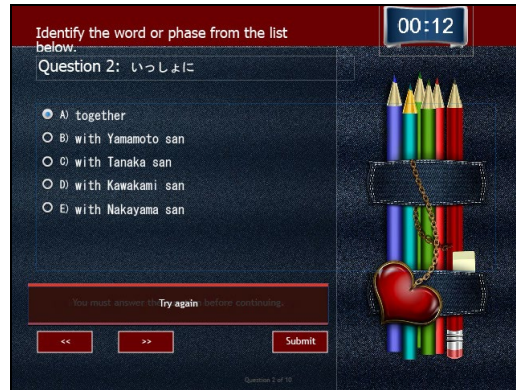 Identify the word or phase from the list
below.
00:12
Question 2: いっしょに
A) together
B) with Yamamoto san
C) with Tanaka san
D) with Kawakami san
E) with Nakayama san
You must answer the
Try again
before continuing.
<<
>>
Submit
Question 2 of 10